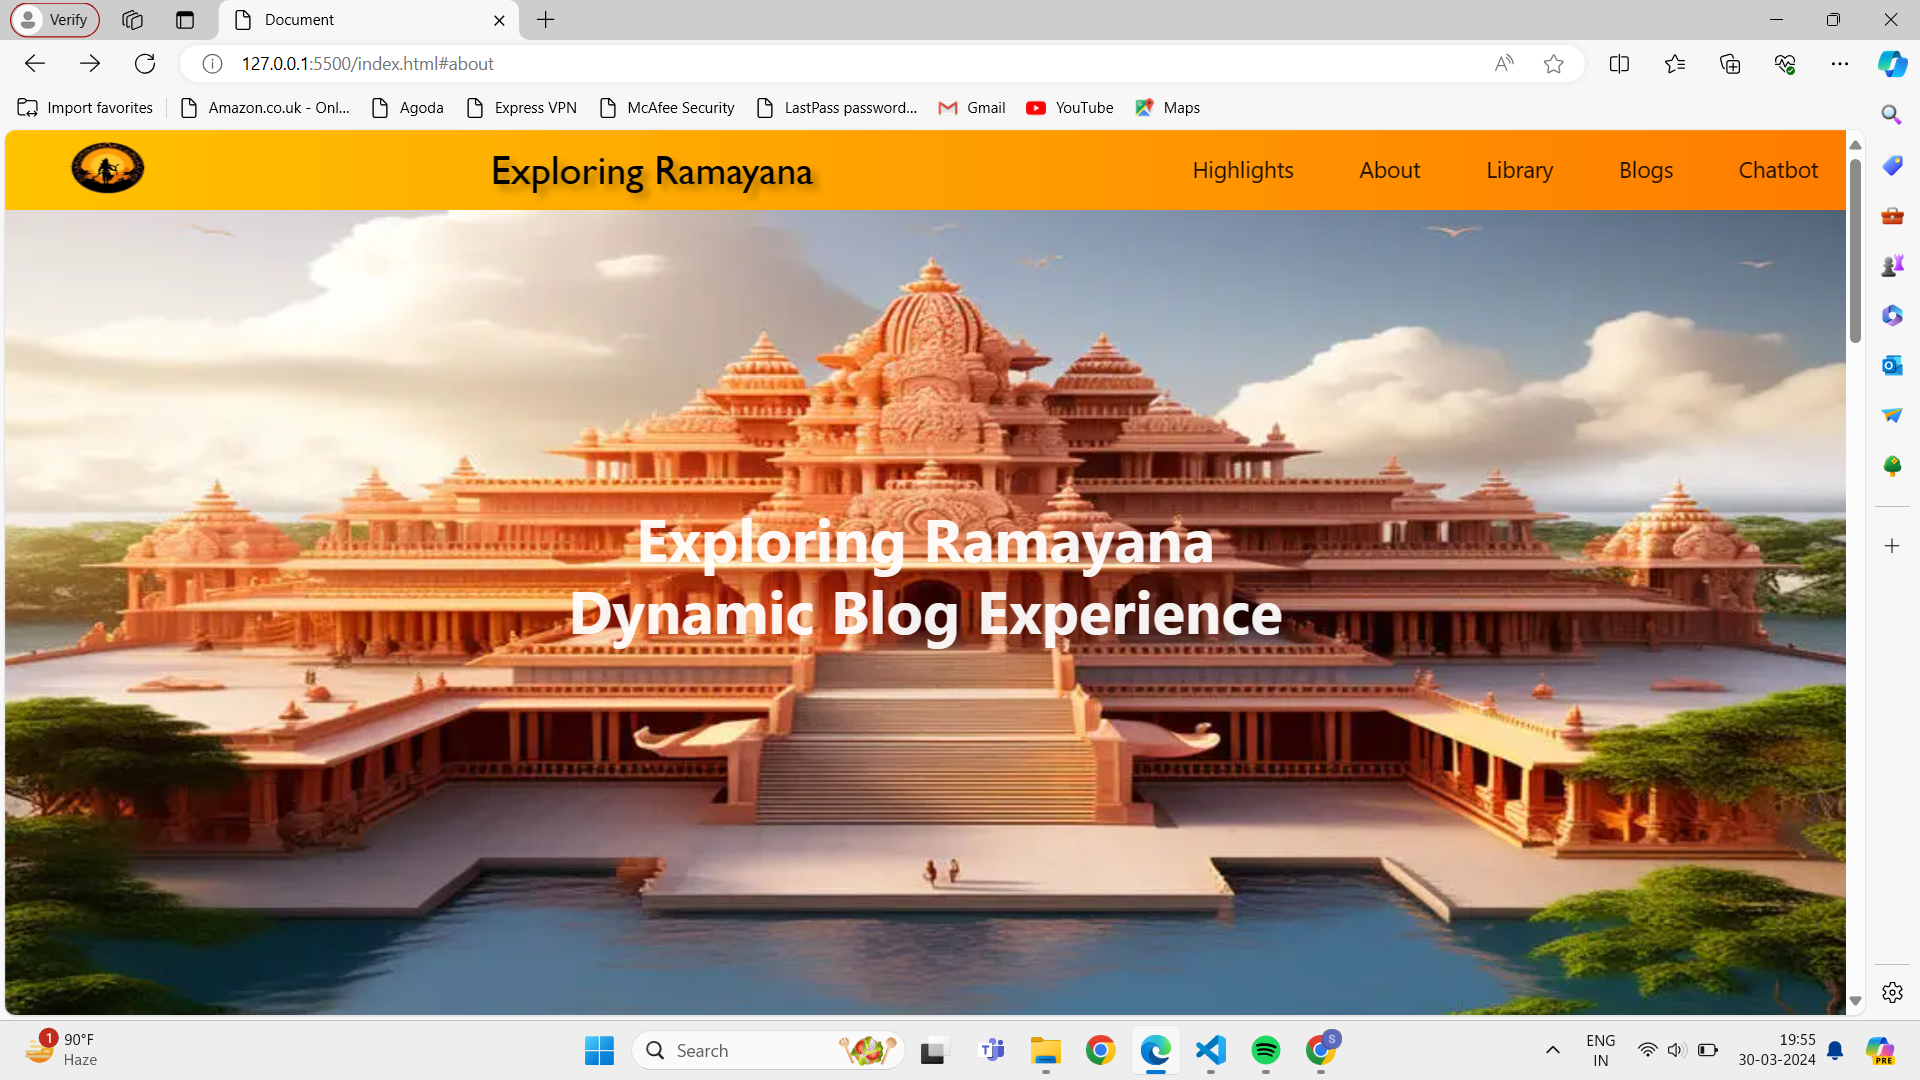 Verify
Document
127.0.0.1:5500/index.html#about
Import favorites
Amazon.co.uk - Onl...
Agoda
Express VPN
McAfee Security
LastPass password...
Gmail
YouTube
Maps
Exploring Ramayana
Highlights
About
Library
Blogs
Chatbot
Exploring Ramayana
Dynamic Blog Experience
1
90°F
Haze
Search
S
ENG
IN
19:55
30-03-2024
PRE